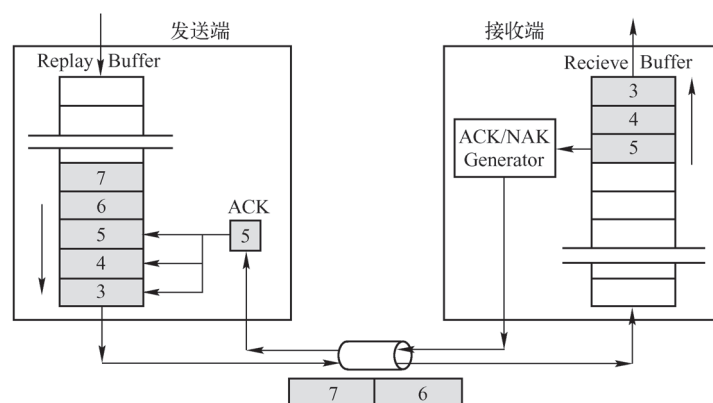 发送端
Replay Buffer
7
6
5
4
3
ACK
5
接收端
Recieve Buffer
3
4
5
ACK/NAK
Generator
7 6